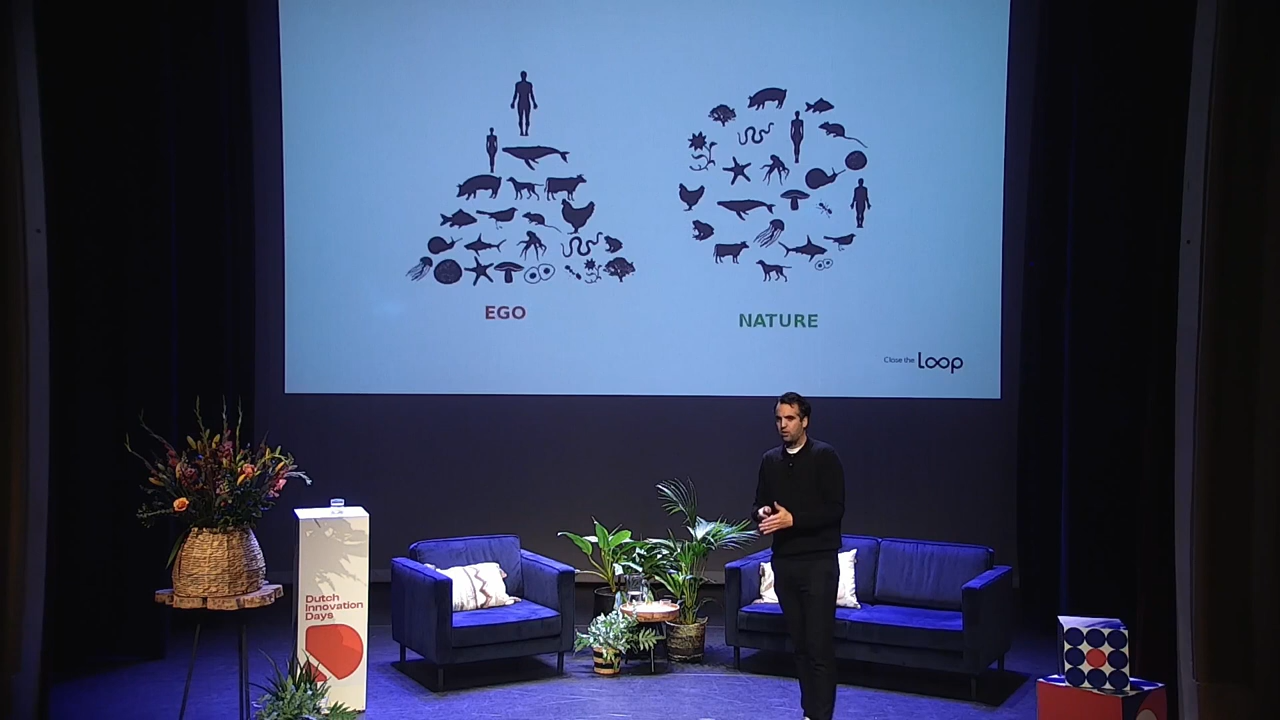 EGO
NATURE
Close the Loop
Dutch
Innovation
Days